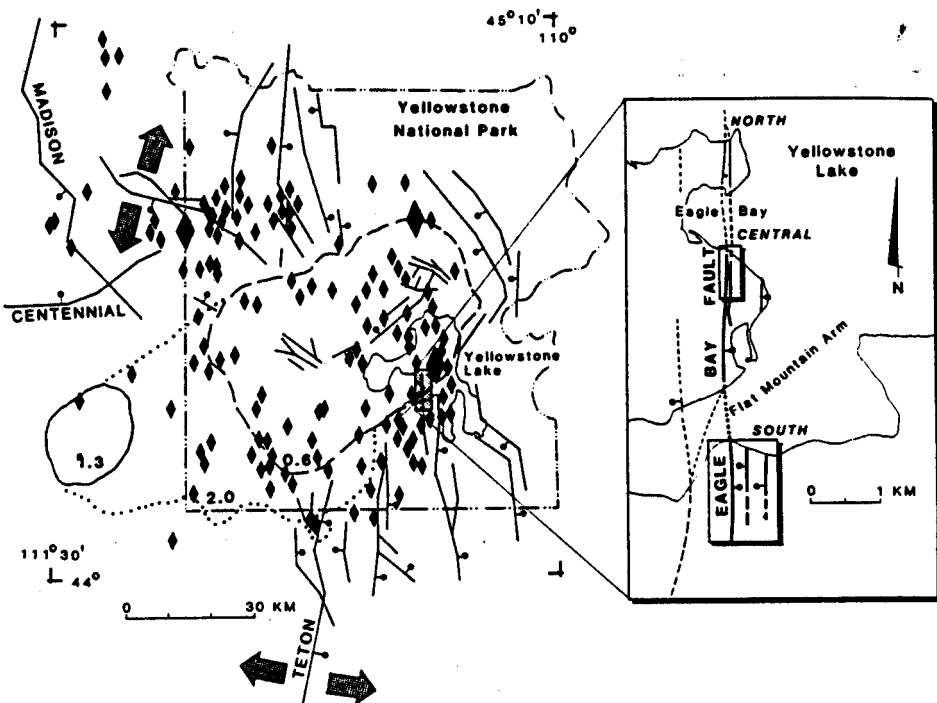 45° 10'
110°
MADISON
Yellowstone
National Park
CENTENNIAL
Yellowstone
Lake
1.3
0.6
2.0
111° 30'
44°
0 30 KM
TETON
NORTH
Yellowstone
Lake
Eagle Bay
CENTRAL
FAULT
N
BAY
Flat Mountain Arm
SOUTH
EAGLE
0 1 KM